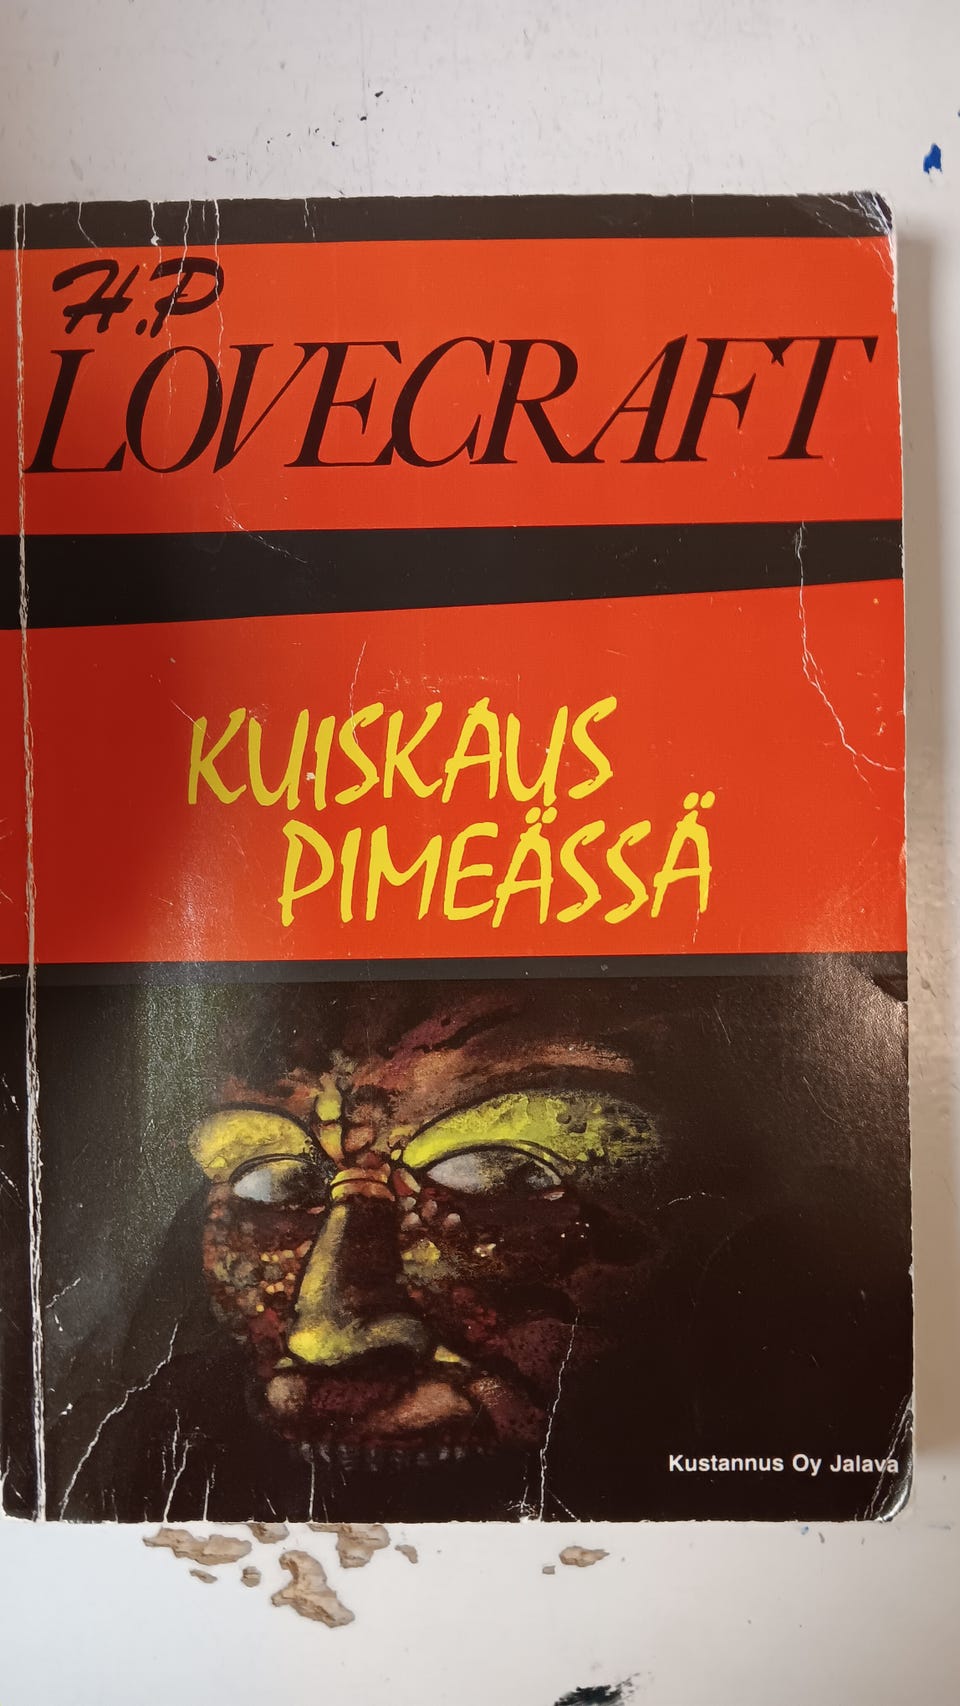 H.P
LOVECRAFT
KUISKAUS
PIMEÄSSÄ
Kustannus Oy Jalava